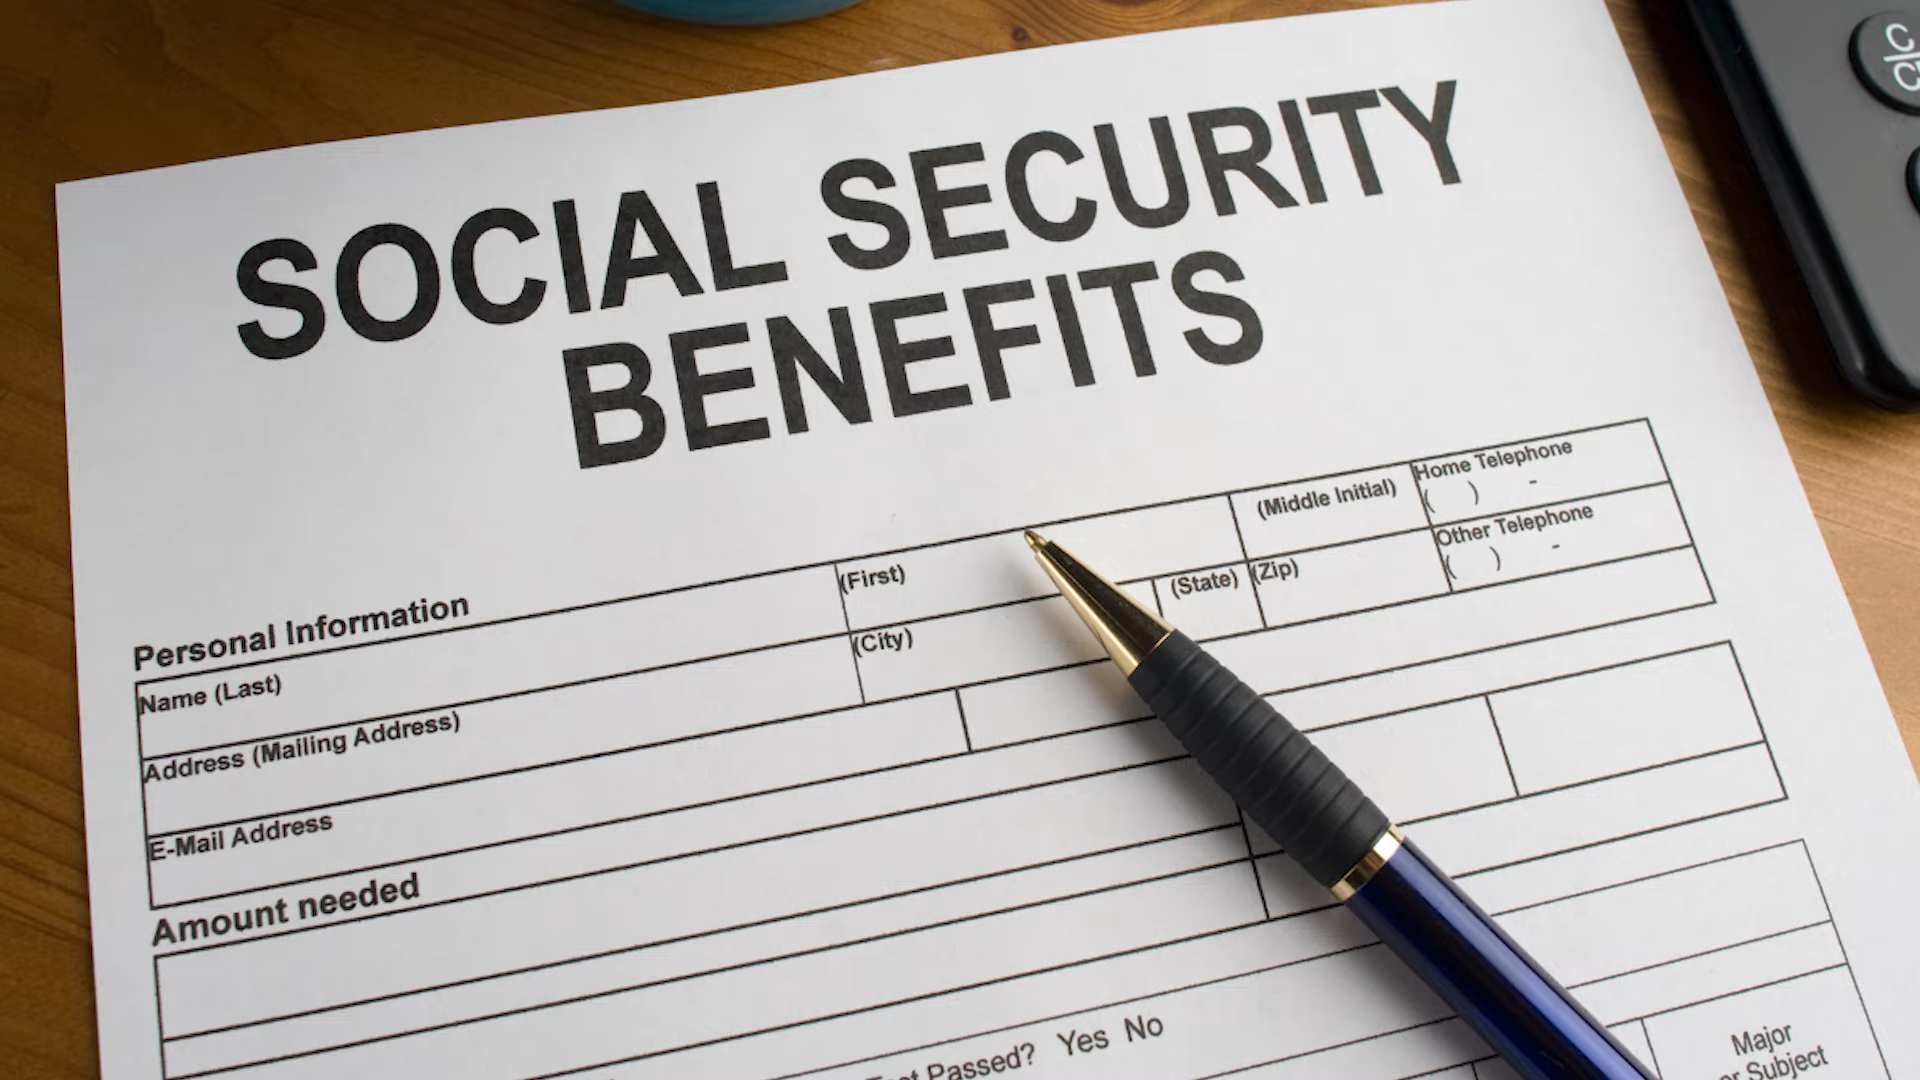 SOCIAL SECURITY
BENEFITS
Personal Information
Name (Last)
(First)
(Middle Initial)
Home Telephone
( ) -
Address (Mailing Address)
(City)
(State)
(Zip)
Other Telephone
( ) -
E-Mail Address
Amount needed
Passed? Yes No
Major
Subject
C